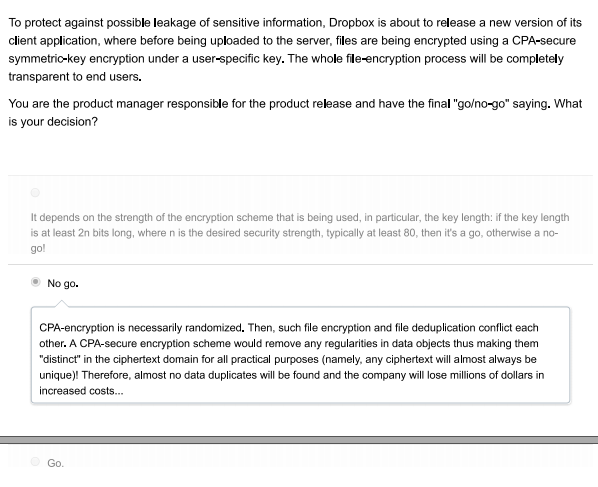 To protect against possible leakage of sensitive information, Dropbox is about to release a new version of its
client application, where before being uploaded to the server, files are being encrypted using a CPA-secure
symmetric-key encryption under a user-specific key. The whole file-encryption process will be completely
transparent to end users.
You are the product manager responsible for the product release and have the final "go/no-go" saying. What
is your decision?
It depends on the strength of the encryption scheme that is being used, in particular, the key length: if the key length
is at least 2n bits long, where n is the desired security strength, typically at least 80, then it's a go, otherwise a no-
go!
No go.
CPA-encryption is necessarily randomized. Then, such file encryption and file deduplication conflict each
other. A CPA-secure encryption scheme would remove any regularities in data objects thus making them
"distinct" in the ciphertext domain for all practical purposes (namely, any ciphertext will almost always be
unique)! Therefore, almost no data duplicates will be found and the company will lose millions of dollars in
increased costs...
Go.